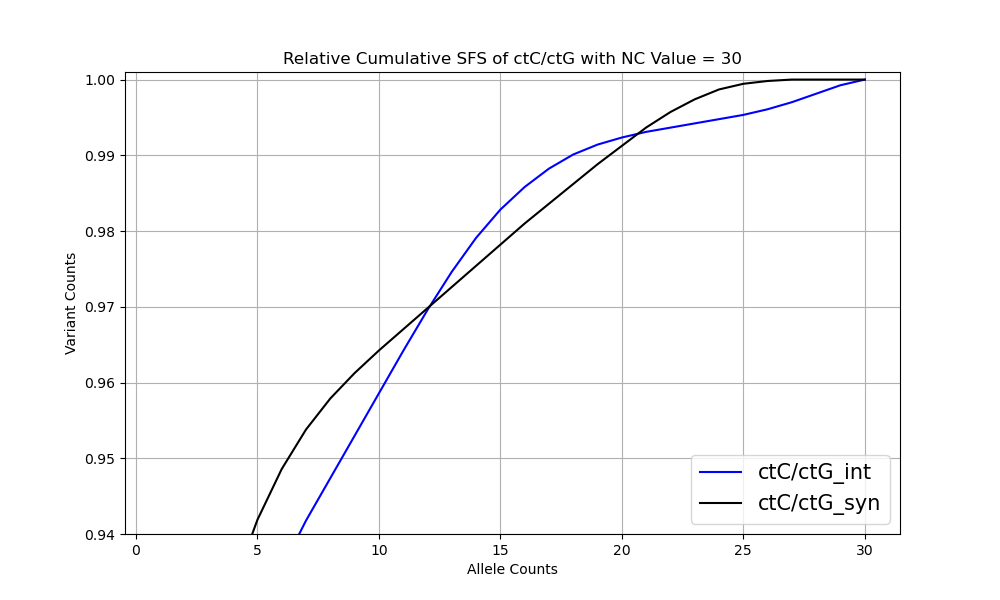 Relative Cumulative SFS of ctC/ctG with NC Value = 30
1.00
0.99
0.98
0.97
0.96
0.95
0.94
Variant Counts
0 5 10 15 20 25 30
Allele Counts
ctC/ctG_int
ctC/ctG_syn